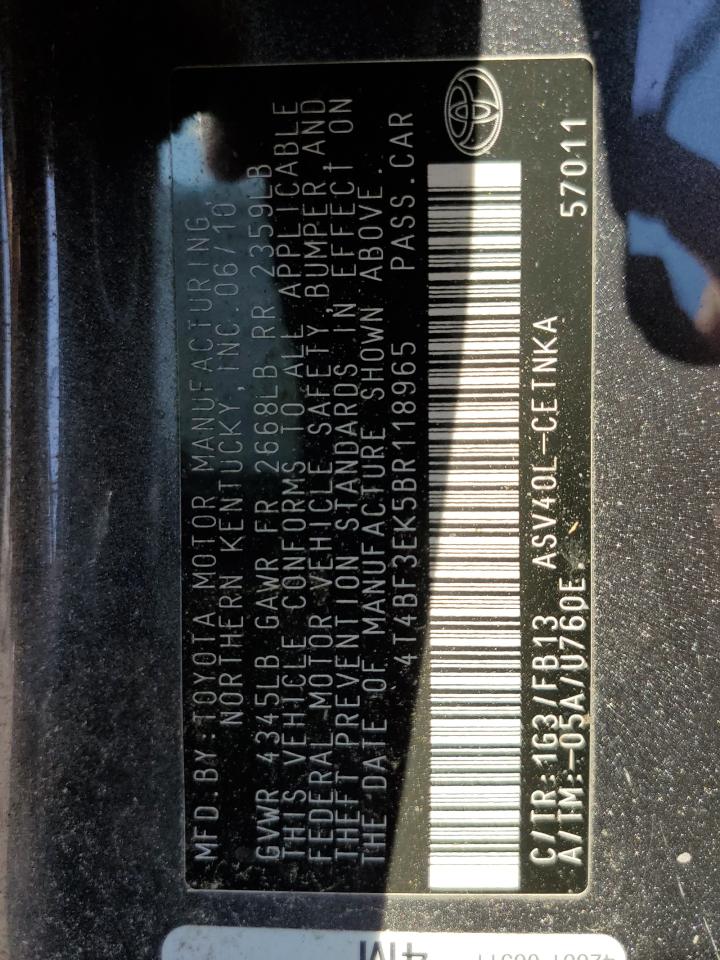 MFD.BY:TOYOTA MOTOR MANUFACTURING,
NORTHERN KENTUCKY,INC.06/10
GVWR 4345LB GAWR FR 2668LB RR 2359LB
THIS VEHICLE CONFORMS TO ALL APPLICABLE
FEDERAL MOTOR VEHICLE SAFETY,BUMPER AND
THEFT PREVENTION STANDARDS IN EFFECT ON
THE DATE OF MANUFACTURE SHOWN ABOVE.
4T4BF3EK5BR118965 PASS.CAR
C/TR:1G3/FB13 ASV40L-CETNKA
A/TM:-05A/U760E. 57011
4M